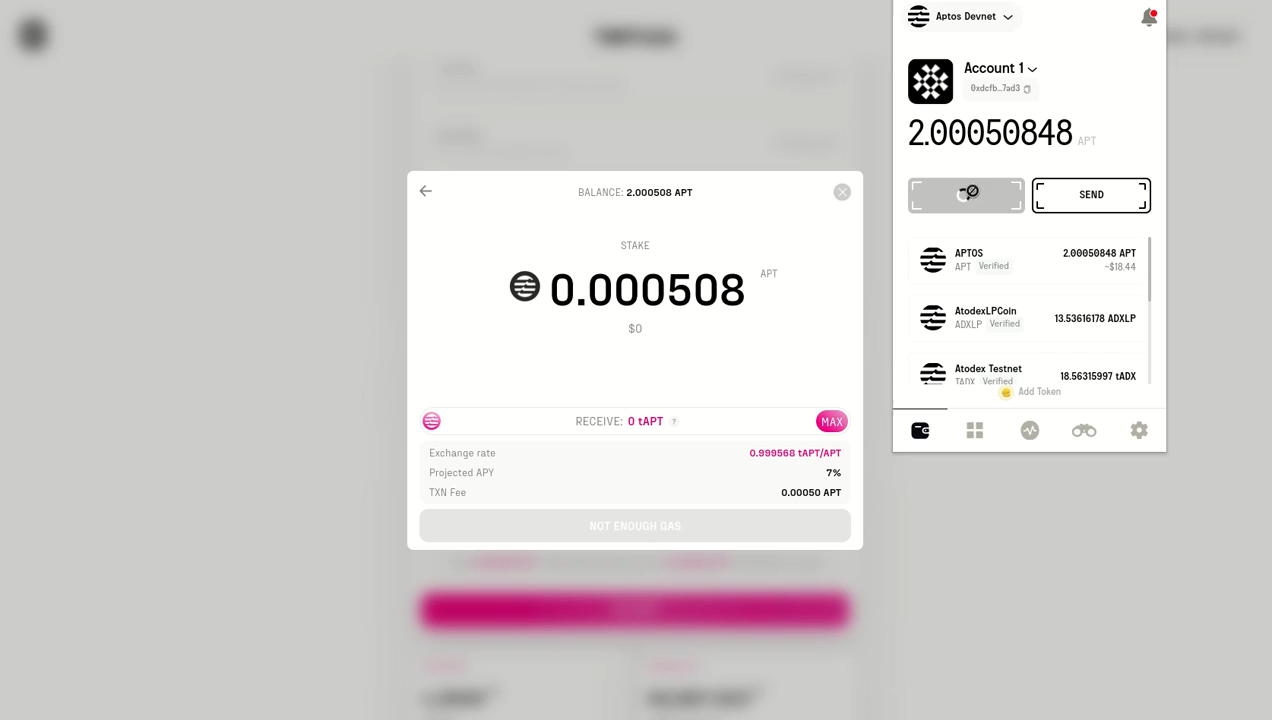 BALANCE: 2.000508 APT
STAKE
0.000508 APT
$0
RECEIVE: 0 tAPT ?
MAX
Exchange rate 0.999568 tAPT/APT
Projected APY 7%
TXN Fee 0.00050 APT
NOT ENOUGH GAS
Aptos Devnet
Account 1
0xdcfb...7ad3
2.00050848 APT
SEND
APTOS 2.00050848 APT
APT Verified ~$18.44
AtodexLPCoin
ADXLP Verified 13.53616178 ADXLP
Atodex Testnet
TADX Verified 18.56315997 tADX
Add Token